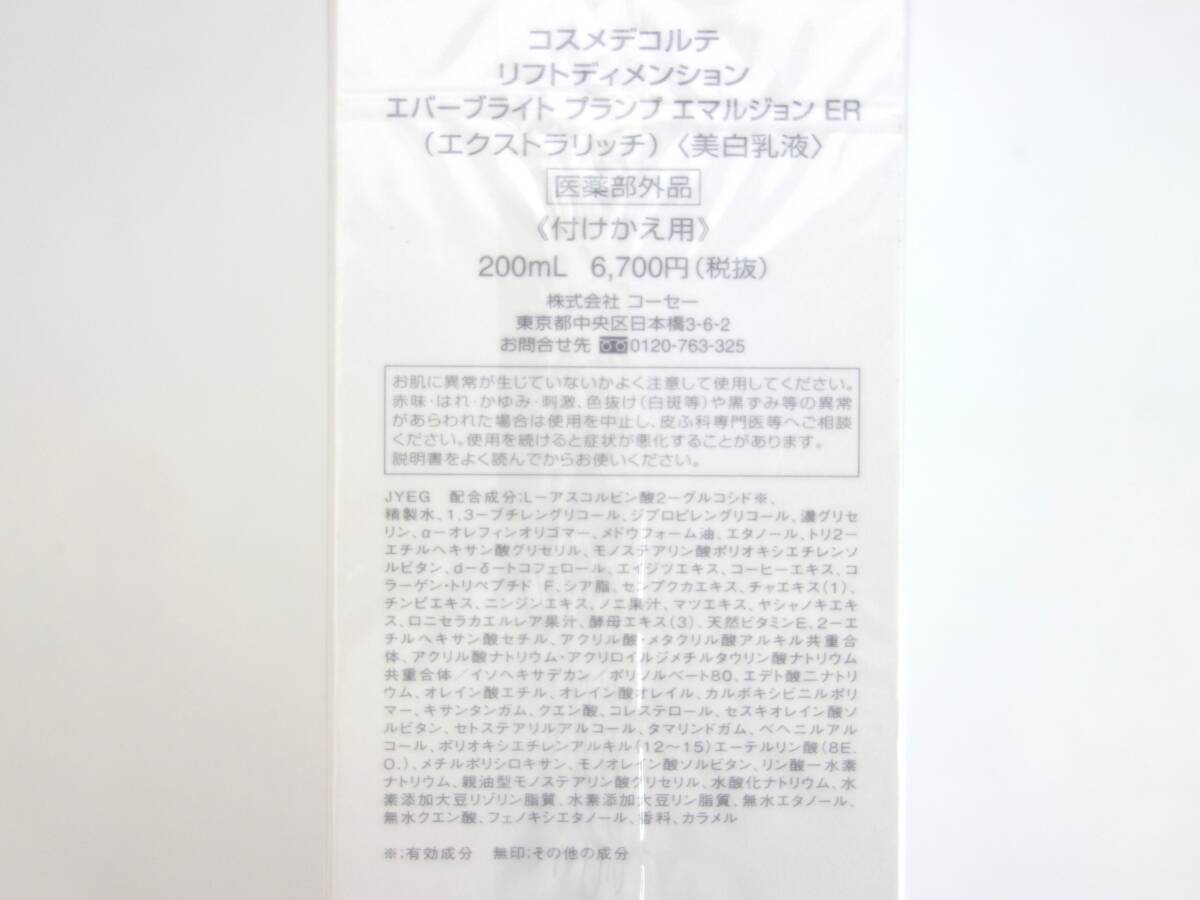 コスメデコルテ
リフトディメンション
エバーブライト プランプ エマルジョン ER
(エクストラリッチ)〈美白乳液〉
医薬部外品
《付けかえ用》
200mL 6,700円(税抜)
株式会社 コーセー
東京都中央区日本橋3-6-2
お問合せ先 0120-763-325
お肌に異常が生じていないかよく注意して使用してください。
赤味・はれ・かゆみ・刺激、色抜け(白斑等)や黒ずみ等の異常
があらわれた場合は使用を中止し、皮ふ科専門医等へご相談
ください。使用を続けると症状が悪化することがあります。
説明書をよく読んでからお使いください。
JYEG 配合成分;L-アスコルビン酸2-グルコシド※、
精製水、1,3-ブチレングリコール、ジプロピレングリコール、濃グリセ
リン、α-オレフィンオリゴマー、メドウフォーム油、エタノール、トリ2-
エチルヘキサン酸グリセリル、モノステアリン酸ポリオキシエチレンソ
ルビタン、d-δ-トコフェロール、エイジツエキス、コーヒーエキス、コ
ラーゲン・トリペプチド F、シア脂、センプクカエキス、チャエキス(1)、
チンピエキス、ニンジンエキス、ノニ果汁、マツエキス、ヤシャノキエキ
ス、ロニセラカエルレア果汁、酵母エキス(3)、天然ビタミンE、2-エ
チルヘキサン酸セチル、アクリル酸・メタクリル酸アルキル共重合
体、アクリル酸ナトリウム・アクリロイルジメチルタウリン酸ナトリウム
共重合体/イソヘキサデカン/ポリソルベート80、エデト酸二ナトリ
ウム、オレイン酸エチル、オレイン酸オレイル、カルボキシビニルポリ
マー、キサンタンガム、クエン酸、コレステロール、セスキオレイン酸ソ
ルビタン、セトステアリルアルコール、タマリンドガム、ベヘニルアル
コール、ポリオキシエチレンアルキル(12~15)エーテルリン酸(8E.
O.)、メチルポリシロキサン、モノオレイン酸ソルビタン、リン酸一水素
ナトリウム、親油型モノステアリン酸グリセリル、水酸化ナトリウム、水
素添加大豆リゾリン脂質、水素添加大豆リン脂質、無水エタノール、
無水クエン酸、フェノキシエタノール、香料、カラメル
※;有効成分 無印;その他の成分